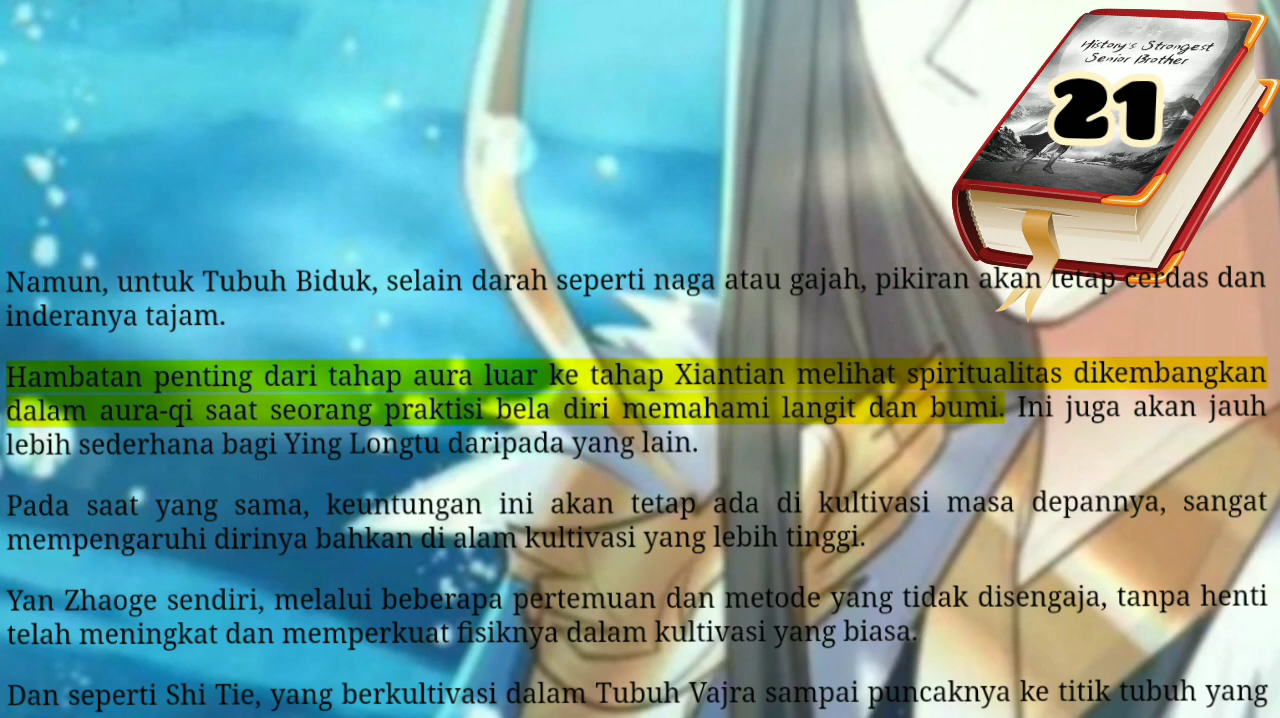 History's Strongest
Senior Brother
21
Namun, untuk Tubuh Biduk, selain darah seperti naga atau gajah, pikiran akan tetap cerdas dan
inderanya tajam.
Hambatan penting dari tahap aura luar ke tahap Xiantian melihat spiritualitas dikembangkan
dalam aura-qi saat seorang praktisi bela diri memahami langit dan bumi. Ini juga akan jauh
lebih sederhana bagi Ying Longtu daripada yang lain.
Pada saat yang sama, keuntungan ini akan tetap ada di kultivasi masa depannya, sangat
mempengaruhi dirinya bahkan di alam kultivasi yang lebih tinggi.
Yan Zhaoge sendiri, melalui beberapa pertemuan dan metode yang tidak disengaja, tanpa henti
telah meningkat dan memperkuat fisiknya dalam kultivasi yang biasa.
Dan seperti Shi Tie, yang berkultivasi dalam Tubuh Vajra sampai puncaknya ke titik tubuh yang